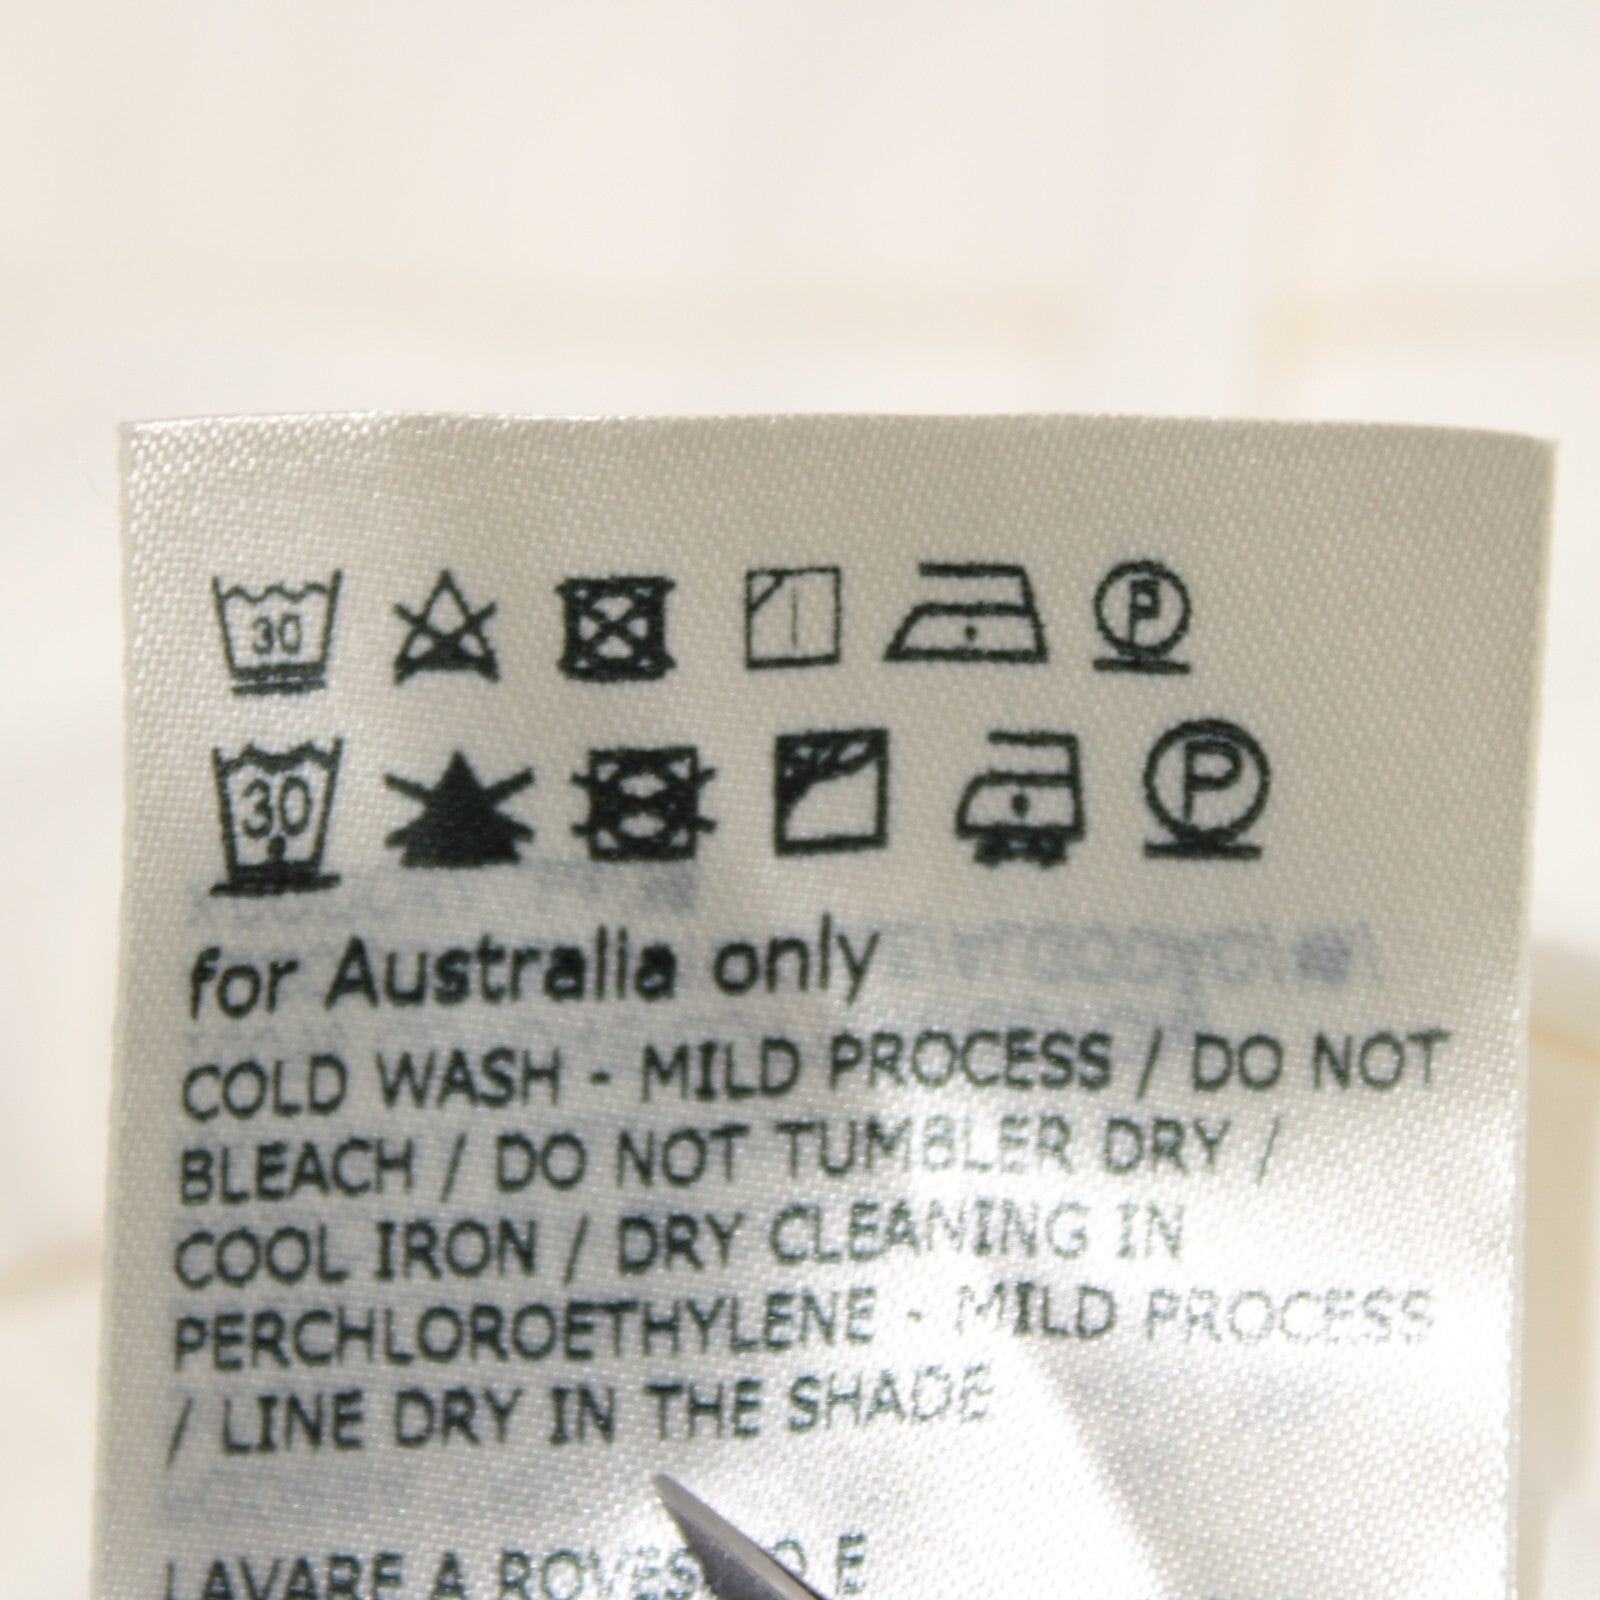 30 P
30 P
for Australia only
COLD WASH - MILD PROCESS / DO NOT
BLEACH / DO NOT TUMBLER DRY /
COOL IRON / DRY CLEANING IN
PERCHLOROETHYLENE - MILD PROCESS
/ LINE DRY IN THE SHADE
LAVARE A E